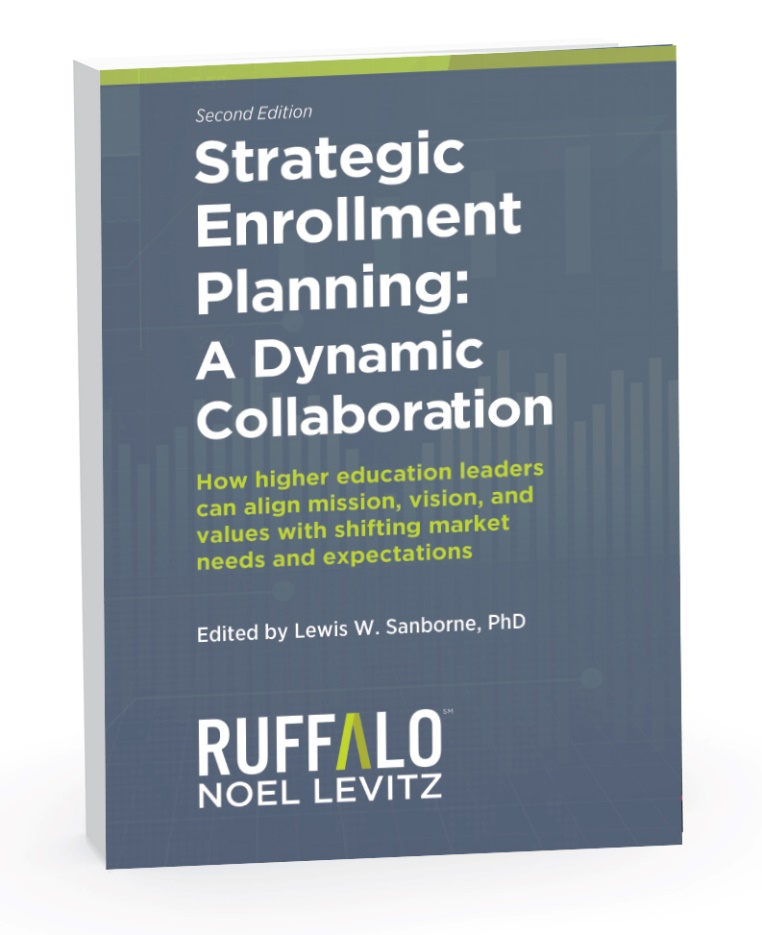 Second Edition
Strategic
Enrollment
Planning:
A Dynamic
Collaboration
How higher education leaders
can align mission, vision, and
values with shifting market
needs and expectations
Edited by Lewis W. Sanborne, PhD
RUFFALO℠
NOEL LEVITZ